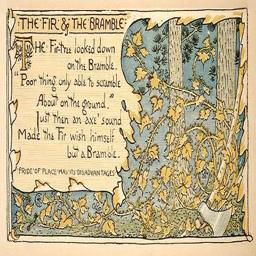 THE FIR & THE BRAMBLE
THE Fir-tree looked down
on the Bramble.
"Poor thing, only able to scramble
About on the ground."
Just then an axe' sound
Made the Fir wish himself
but a Bramble.
PRIDE OF PLACE HAS ITS DISADVANTAGES